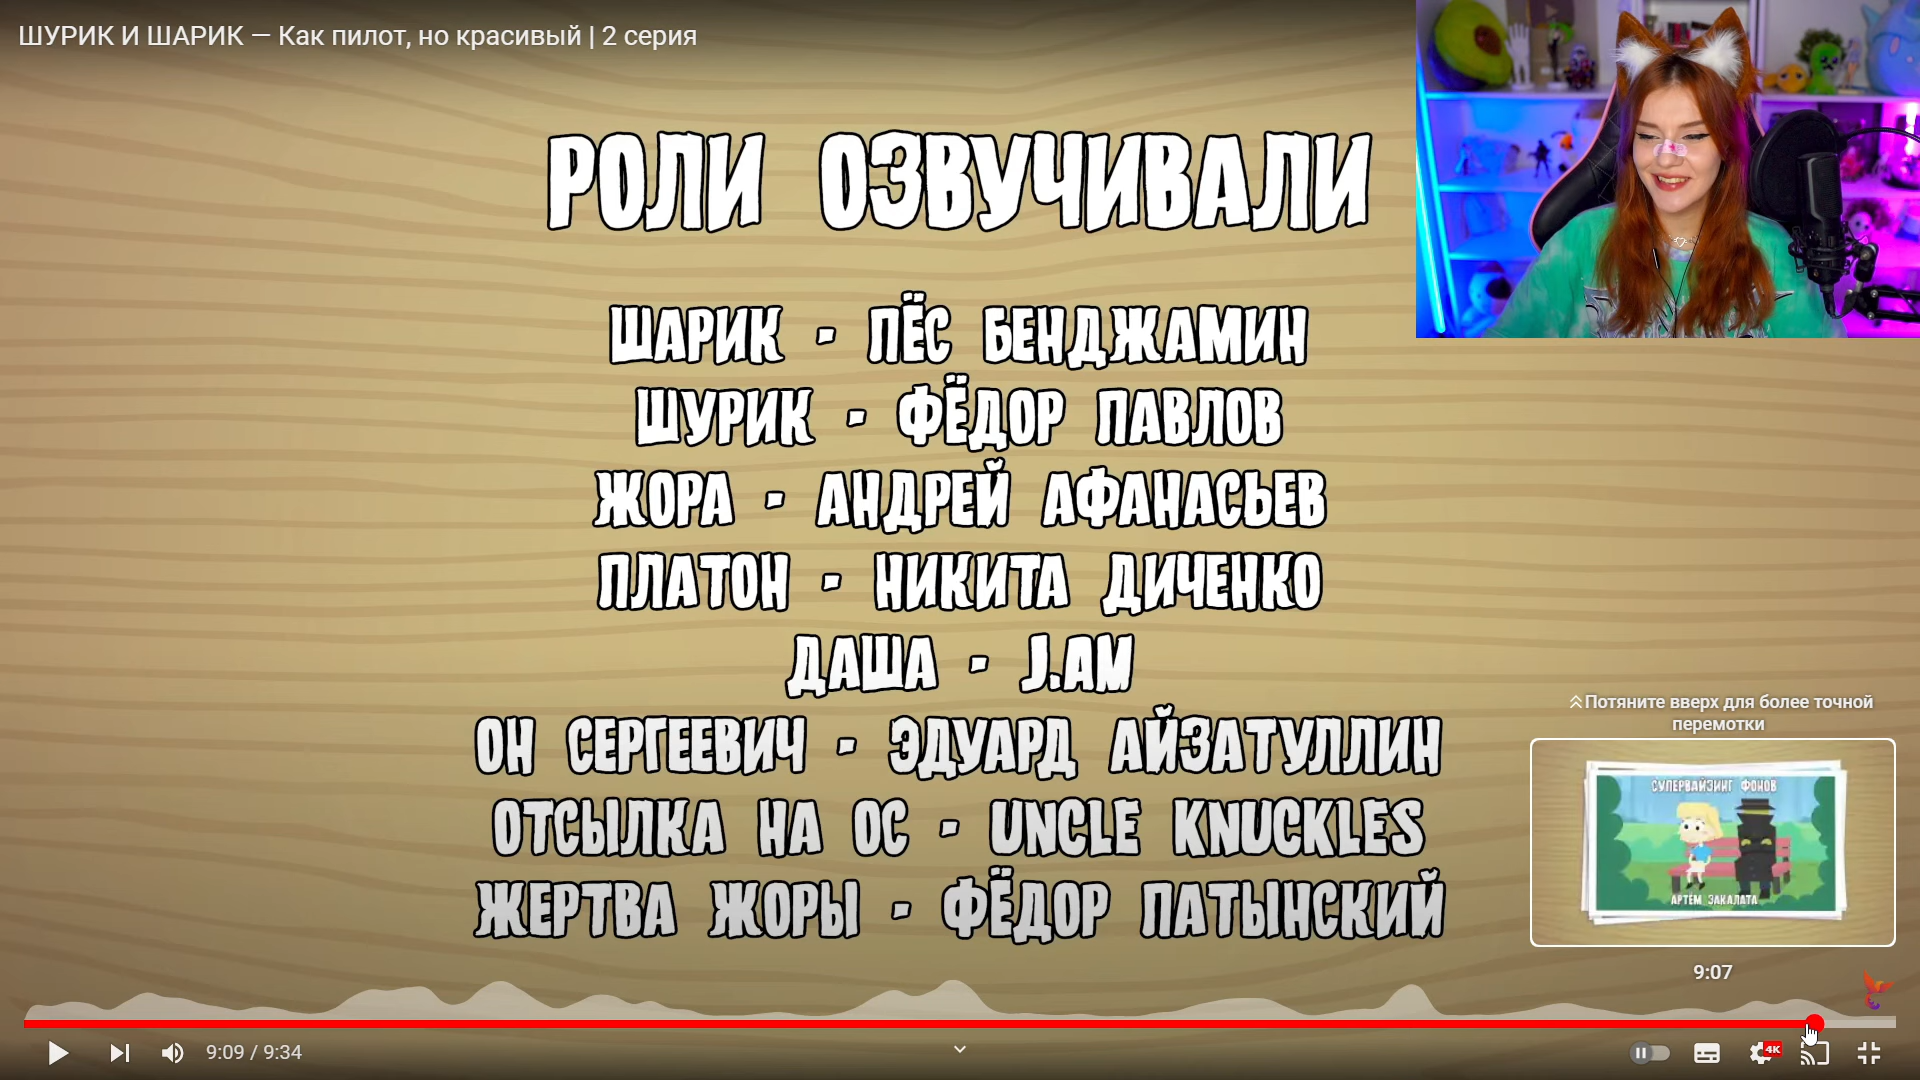 ШУРИК И ШАРИК — Как пилот, но красивый | 2 серия
РОЛИ ОЗВУЧИВАЛИ
ШАРИК - ПЁС БЕНДЖАМИН
ШУРИК - ФЁДОР ПАВЛОВ
ЖОРА - АНДРЕЙ АФАНАСЬЕВ
ПЛАТОН - НИКИТА ДИЧЕНКО
ДАША - J.AM
ОН СЕРГЕЕВИЧ - ЭДУАРД АЙЗАТУЛЛИН
ОТСЫЛКА НА ОС - UNCLE KNUCKLES
ЖЕРТВА ЖОРЫ - ФЁДОР ПАТЫНСКИЙ
Потяните вверх для более точной
перемотки
СУПЕРВАЙЗИНГ ФОНОВ
АРТЕМ ЗАКАЛАТА
9:07
9:09 / 9:34
4K